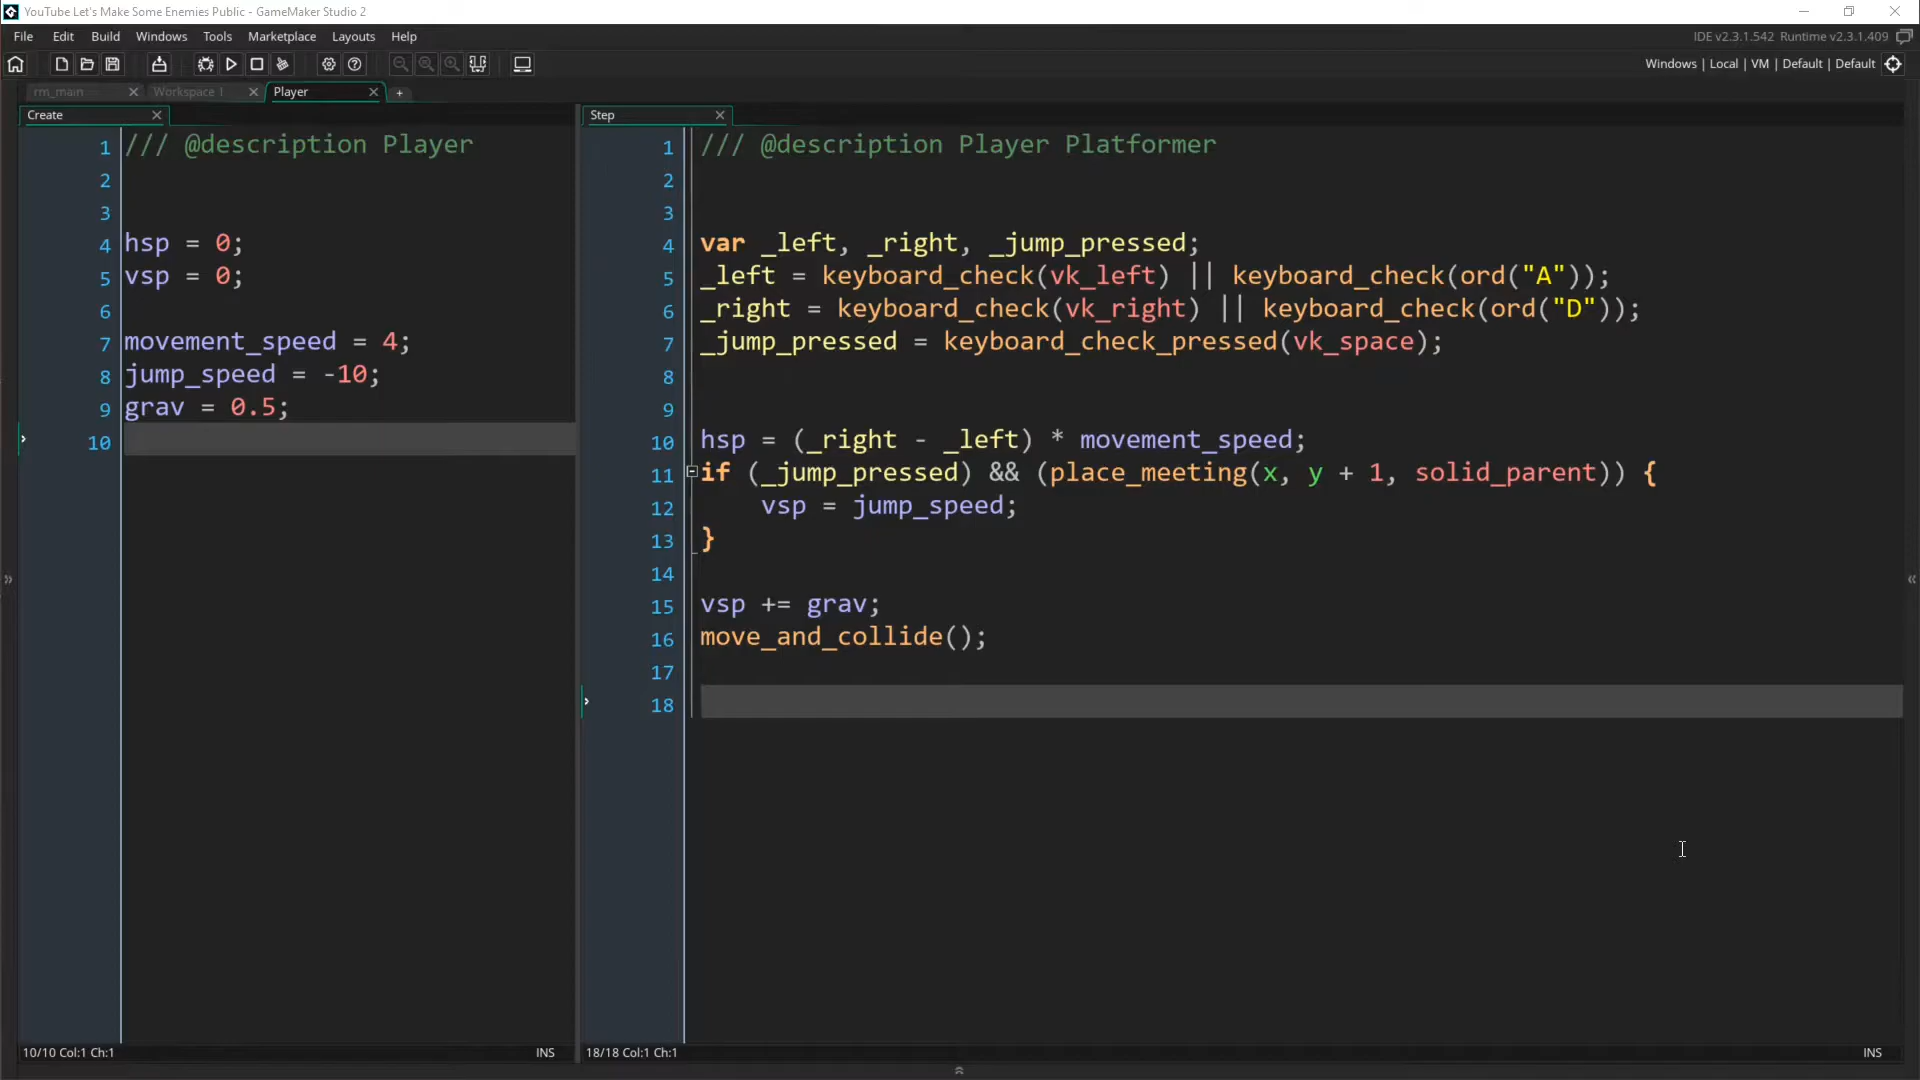 YouTube Let's Make Some Enemies Public - GameMaker Studio 2
File Edit Build Windows Tools Marketplace Layouts Help
IDE v2.3.1.542 Runtime v2.3.1.409
Windows | Local | VM | Default | Default
rm_main Workspace 1 Player
Create
1 /// @description Player
2
3
4 hsp = 0;
5 vsp = 0;
6
7 movement_speed = 4;
8 jump_speed = -10;
9 grav = 0.5;
10
10/10 Col:1 Ch:1 INS
Step
1 /// @description Player Platformer
2
3
4 var _left, _right, _jump_pressed;
5 _left = keyboard_check(vk_left) || keyboard_check(ord("A"));
6 _right = keyboard_check(vk_right) || keyboard_check(ord("D"));
7 _jump_pressed = keyboard_check_pressed(vk_space);
8
9
10 hsp = (_right - _left) * movement_speed;
11 if (_jump_pressed) && (place_meeting(x, y + 1, solid_parent)) {
12 vsp = jump_speed;
13 }
14
15 vsp += grav;
16 move_and_collide();
17
18
18/18 Col:1 Ch:1 INS